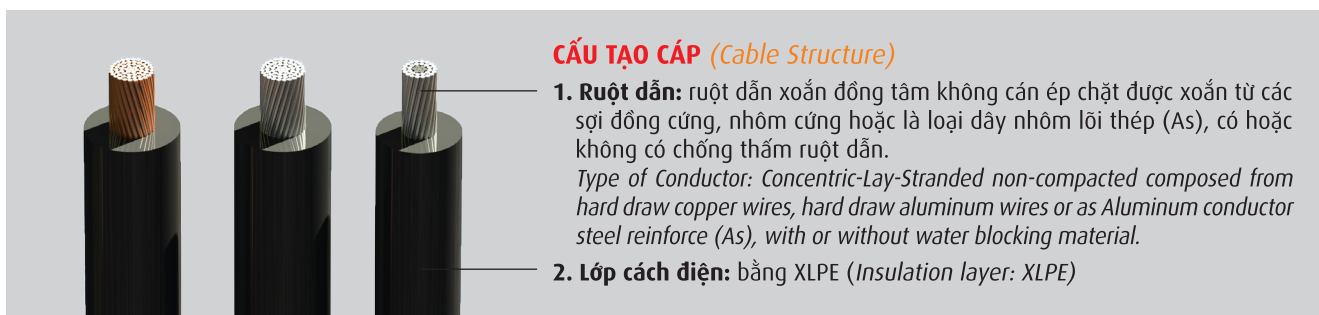 CẤU TẠO CÁP (Cable Structure)
1. Ruột dẫn: ruột dẫn xoắn đồng tâm không cán ép chặt được xoắn từ các
sợi đồng cứng, nhôm cứng hoặc là loại dây nhôm lõi thép (As), có hoặc
không có chống thấm ruột dẫn.
Type of Conductor: Concentric-Lay-Stranded non-compacted composed from
hard draw copper wires, hard draw aluminum wires or as Aluminum conductor
steel reinforce (As), with or without water blocking material.
2. Lớp cách điện: bằng XLPE (Insulation layer: XLPE)